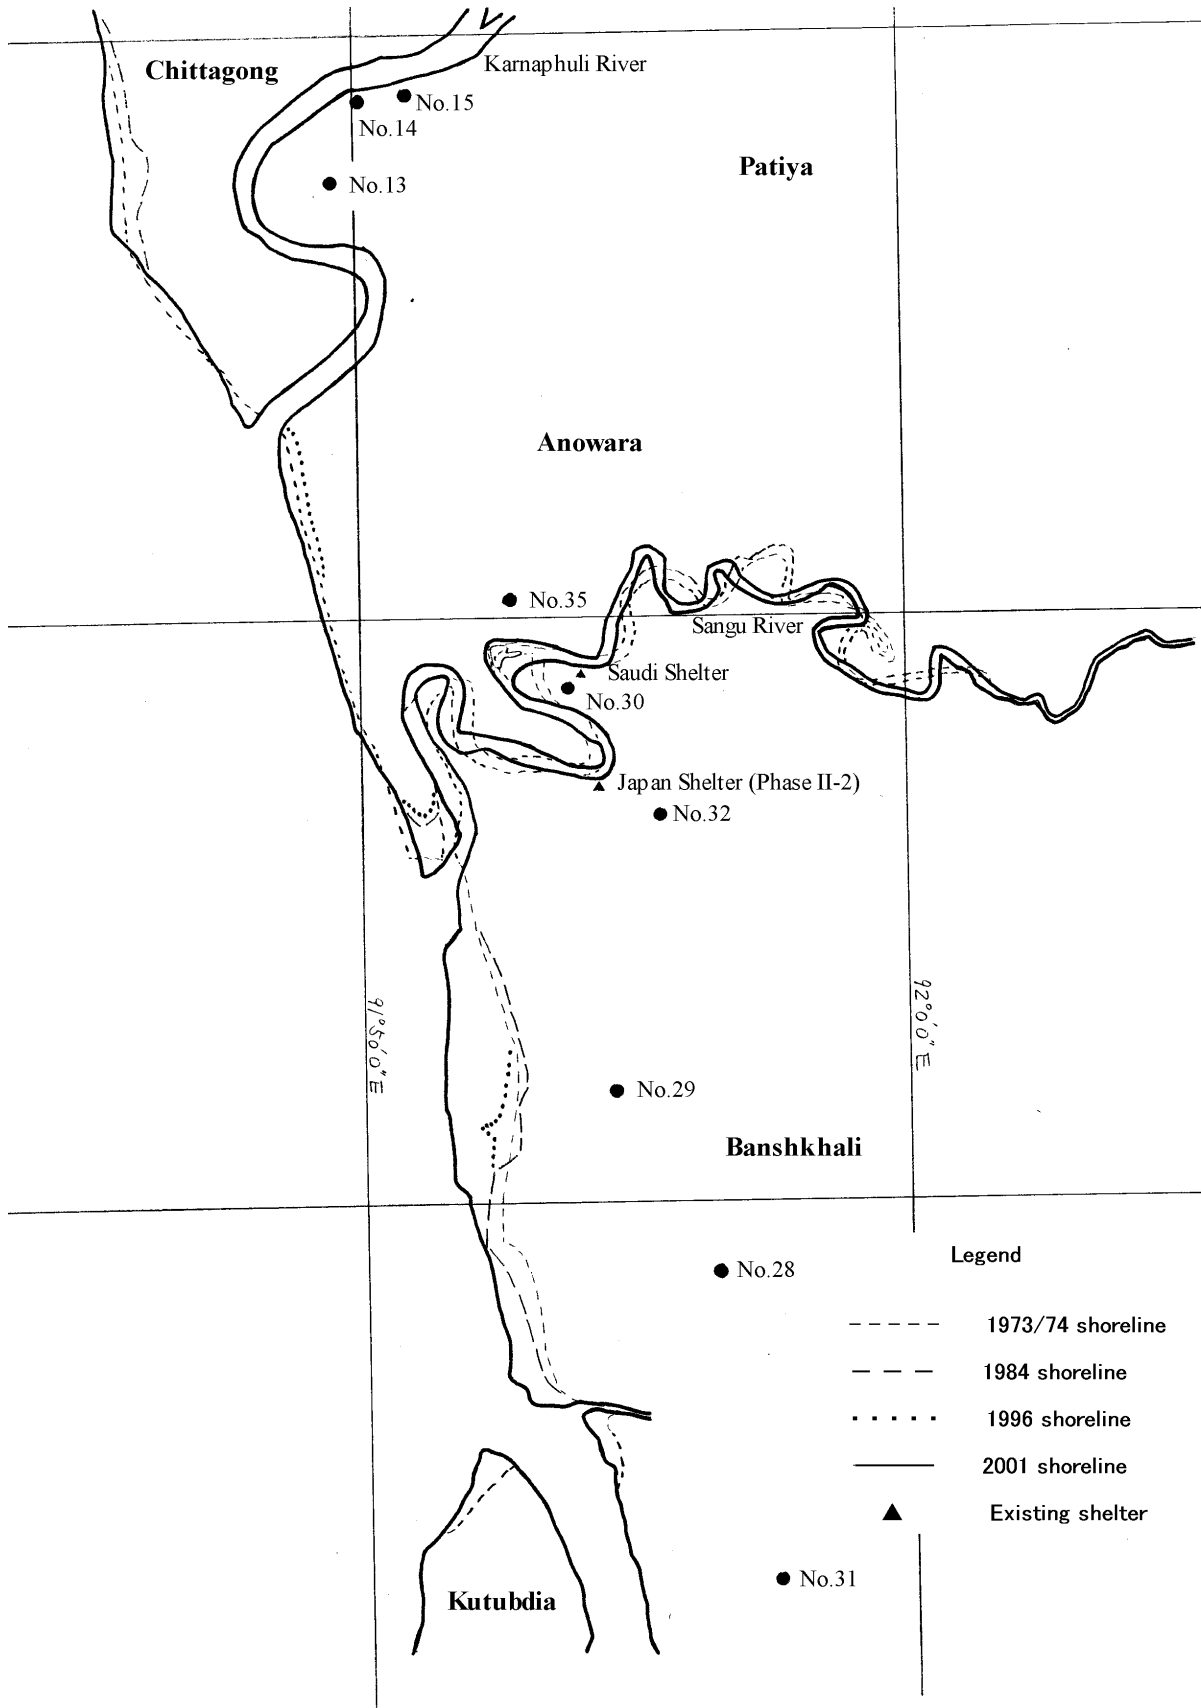 Chittagong
Karnaphuli River
No.15
No.14
Patiya
No.13
Anowara
No.35
Sangu River
Saudi Shelter
No.30
Japan Shelter (Phase II-2)
No.32
91°50'0"E
92°0'0"E
No.29
Banshkhali
Legend
No.28
1973/74 shoreline
1984 shoreline
1996 shoreline
2001 shoreline
Existing shelter
No.31
Kutubdia